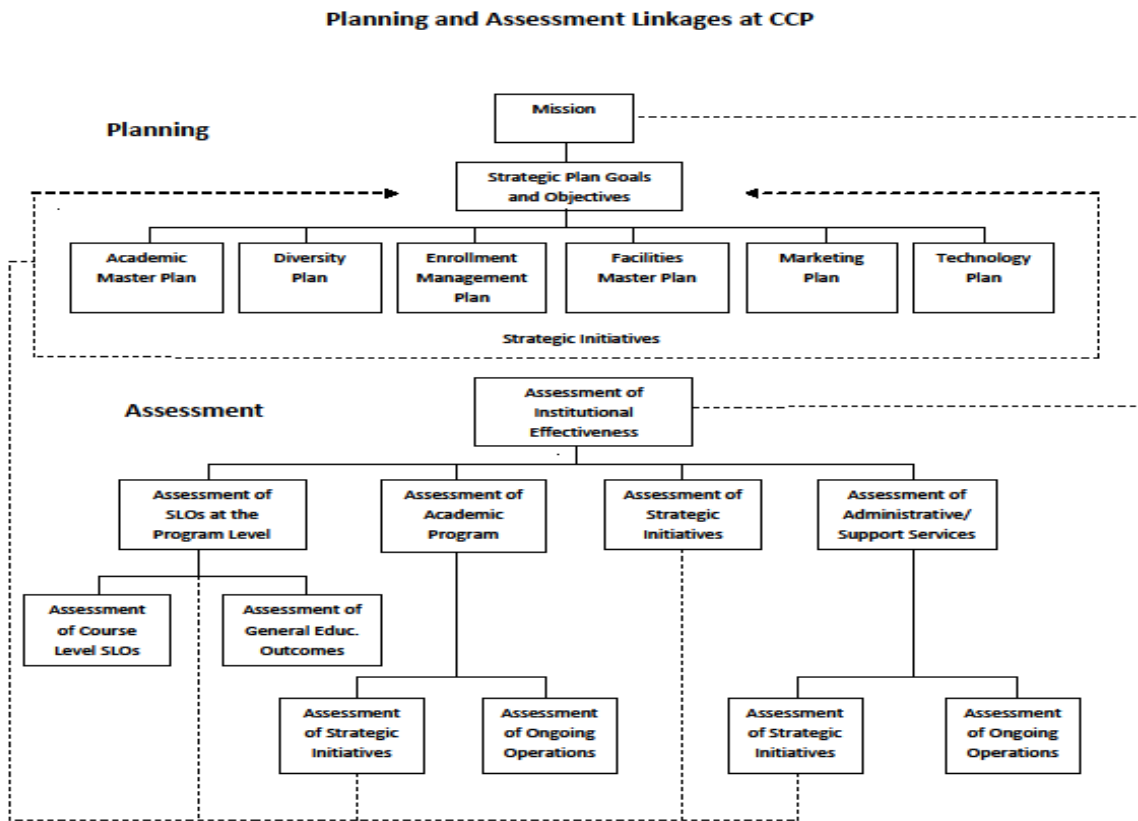 Planning and Assessment Linkages at CCP
Mission
Planning
Strategic Plan Goals
and Objectives
Academic
Master Plan
Diversity
Plan
Enrollment
Management
Plan
Facilities
Master Plan
Marketing
Plan
Technology
Plan
Strategic Initiatives
Assessment
Assessment of
Institutional
Effectiveness
Assessment of
SLOs at the
Program Level
Assessment of
Academic
Program
Assessment of
Strategic
Initiatives
Assessment of
Administrative/
Support Services
Assessment
of Course
Level SLOs
Assessment of
General Educ.
Outcomes
Assessment
of Strategic
Initiatives
Assessment
of Ongoing
Operations
Assessment
of Strategic
Initiatives
Assessment
of Ongoing
Operations